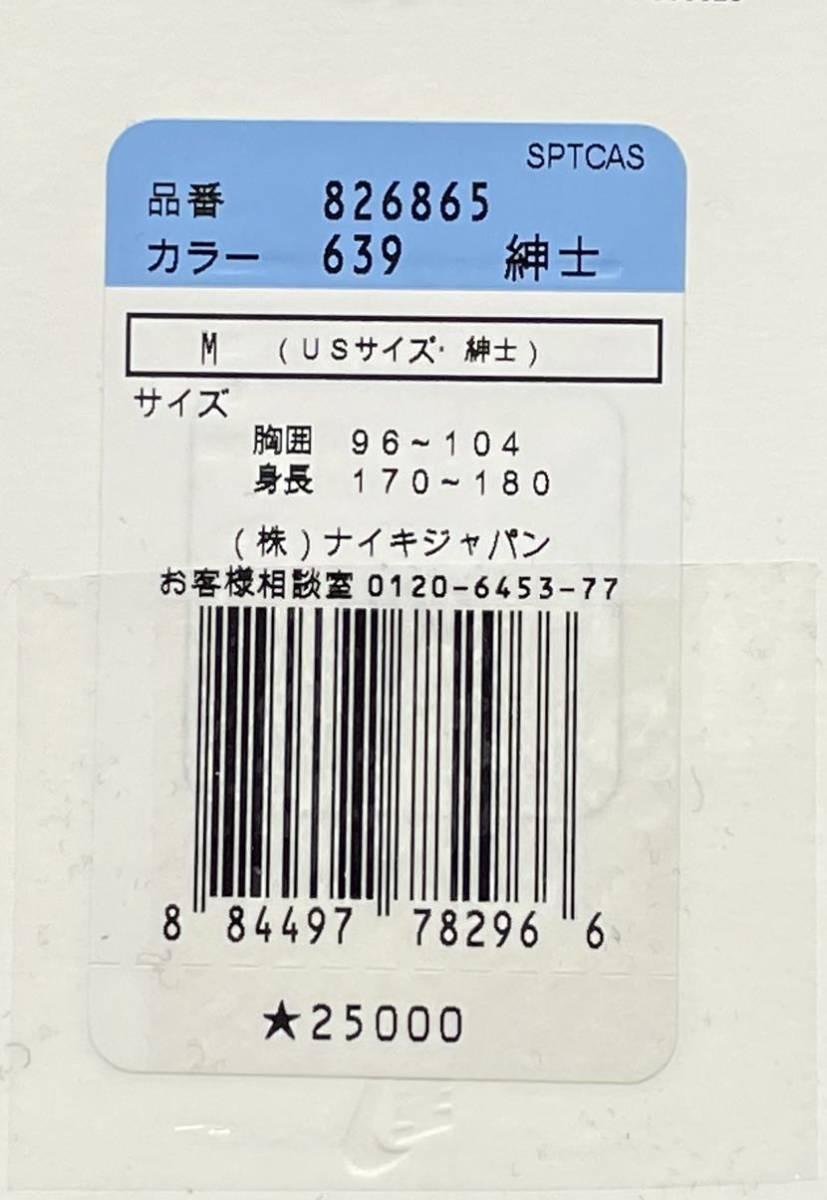 SPTCAS
品番 826865
カラー 639 紳士
M (USサイズ・紳士)
サイズ
胸囲 96~104
身長 170~180
(株)ナイキジャパン
お客様相談室 0120-6453-77
8 84497 78296 6
★25000